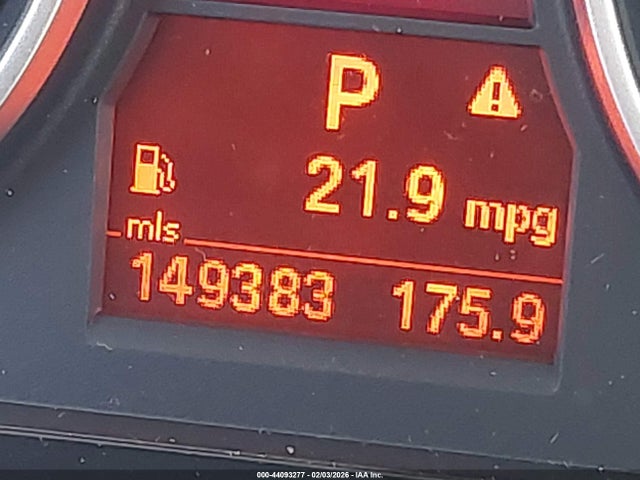 P
21.9 mpg
mls
149383 175.9
000-44093277 - 02/03/2026 - IAA Inc.